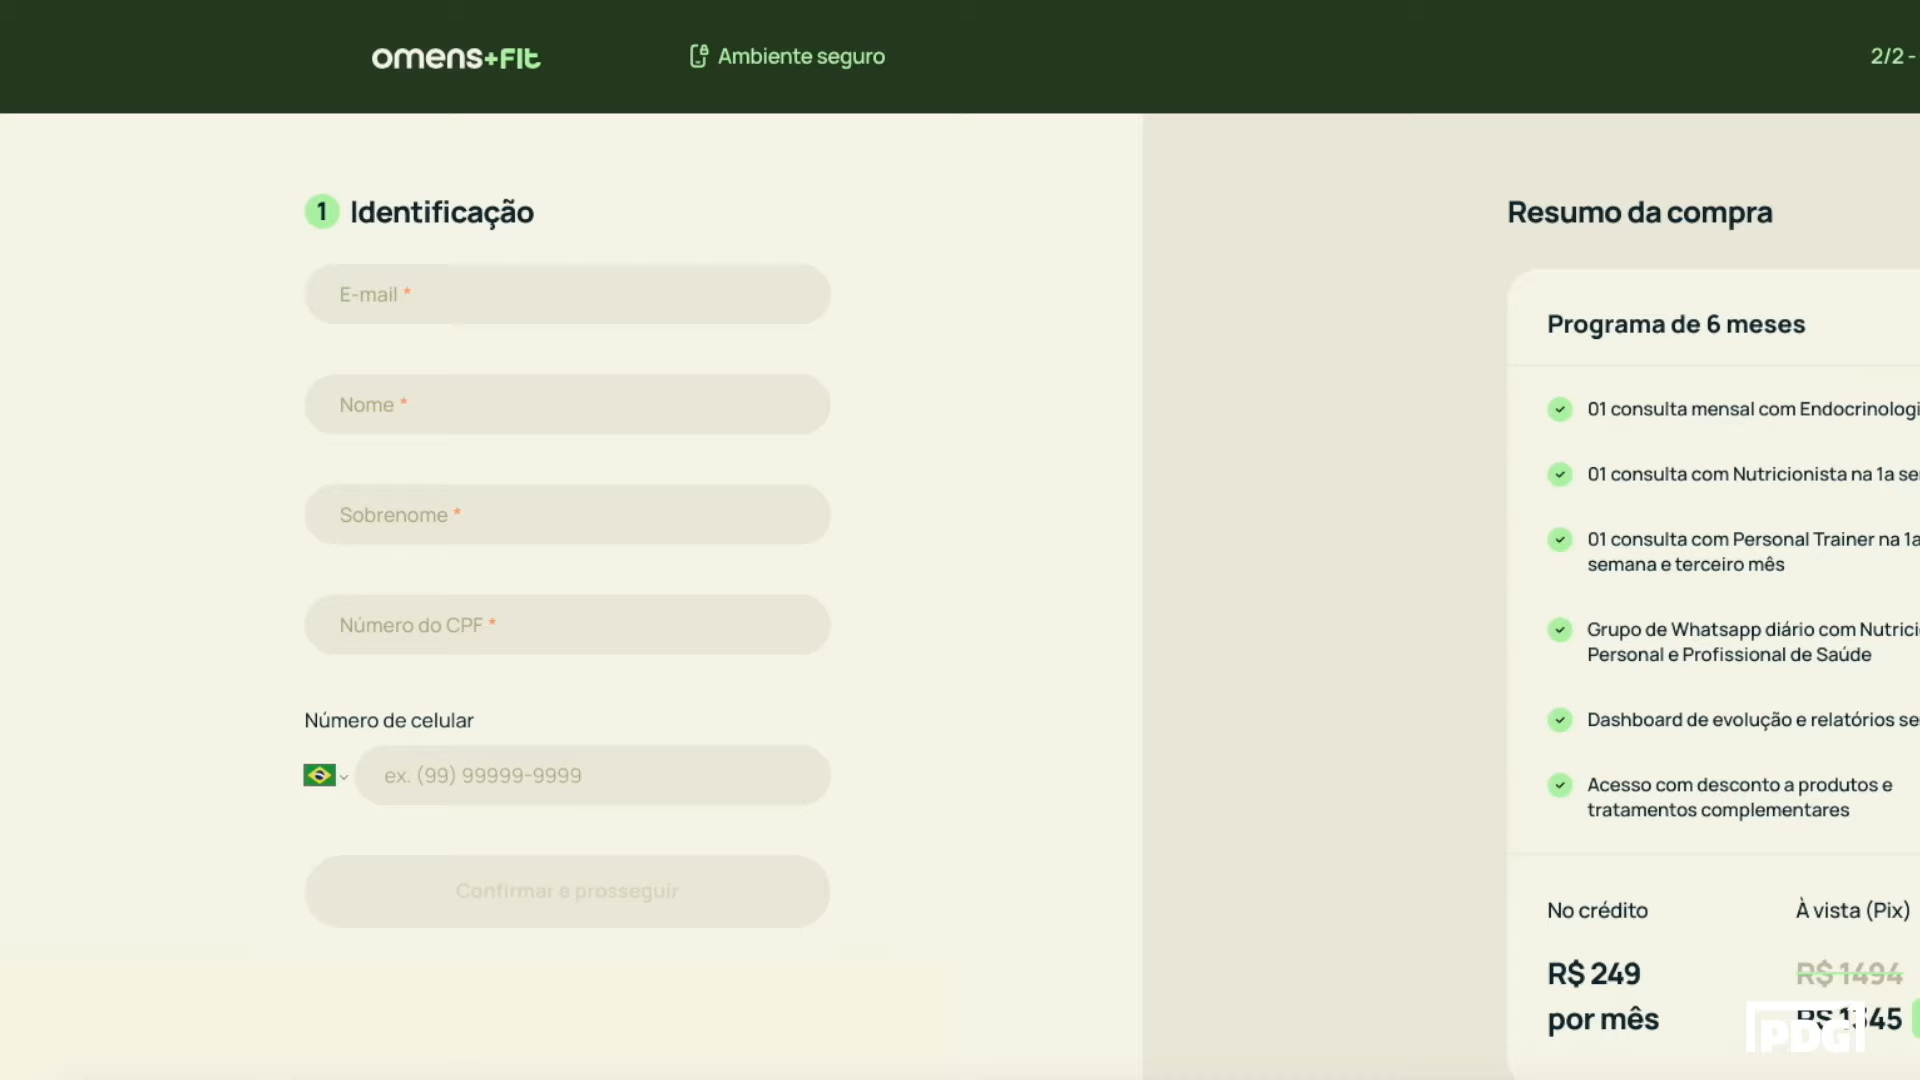 omens+FIt
Ambiente seguro
2/2 -
1 Identificação
E-mail *
Nome *
Sobrenome *
Número do CPF *
Número de celular
ex. (99) 99999-9999
Confirmar e prosseguir
Resumo da compra
Programa de 6 meses
01 consulta mensal com Endocrinologi
01 consulta com Nutricionista na 1a se
01 consulta com Personal Trainer na 1a
semana e terceiro mês
Grupo de Whatsapp diário com Nutrici
Personal e Profissional de Saúde
Dashboard de evolução e relatórios se
Acesso com desconto a produtos e
tratamentos complementares
No crédito
À vista (Pix)
R$ 249
por mês
R$ 1494
R$ 1345
PDG